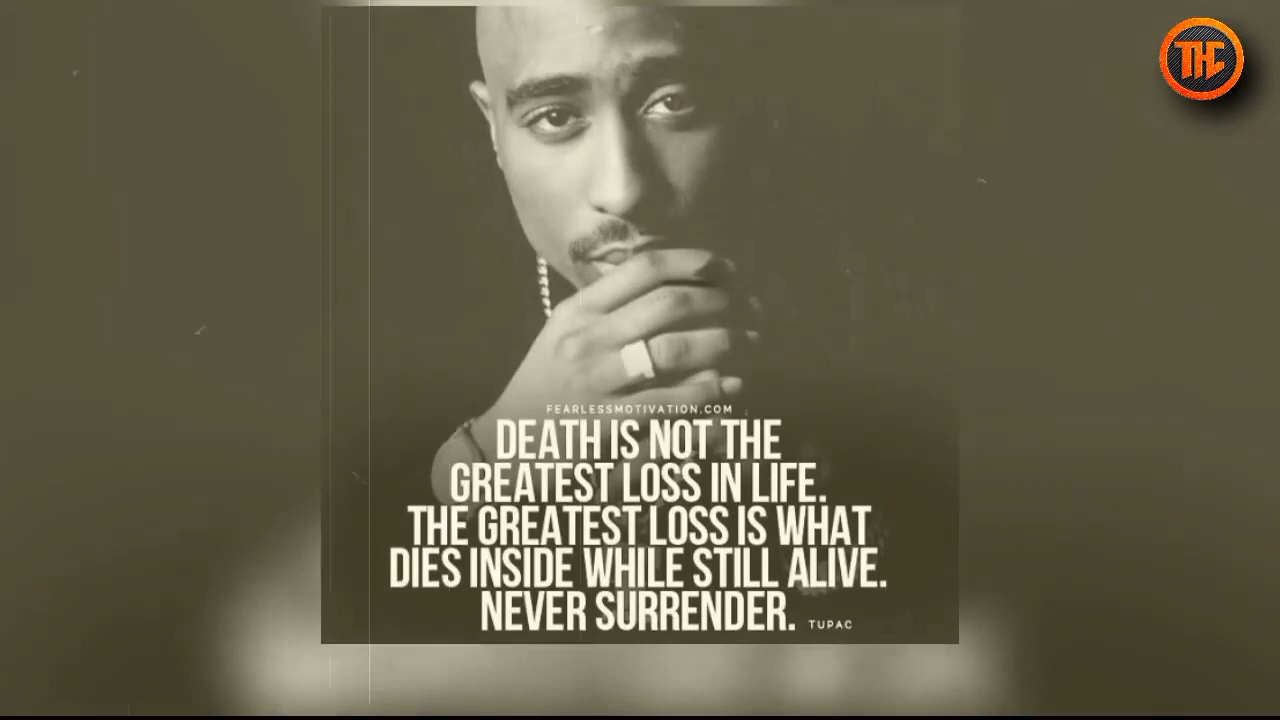 THC
FEARLESSMOTIVATION.COM
DEATH IS NOT THE
GREATEST LOSS IN LIFE.
THE GREATEST LOSS IS WHAT
DIES INSIDE WHILE STILL ALIVE.
NEVER SURRENDER. TUPAC